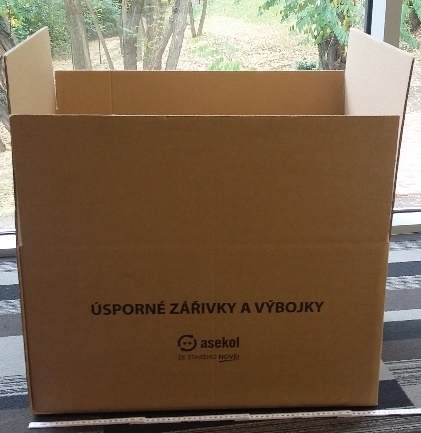 ÚSPORNÉ ZÁŘIVKY A VÝBOJKY
asekol
ZE STARÉHO NOVÉ!